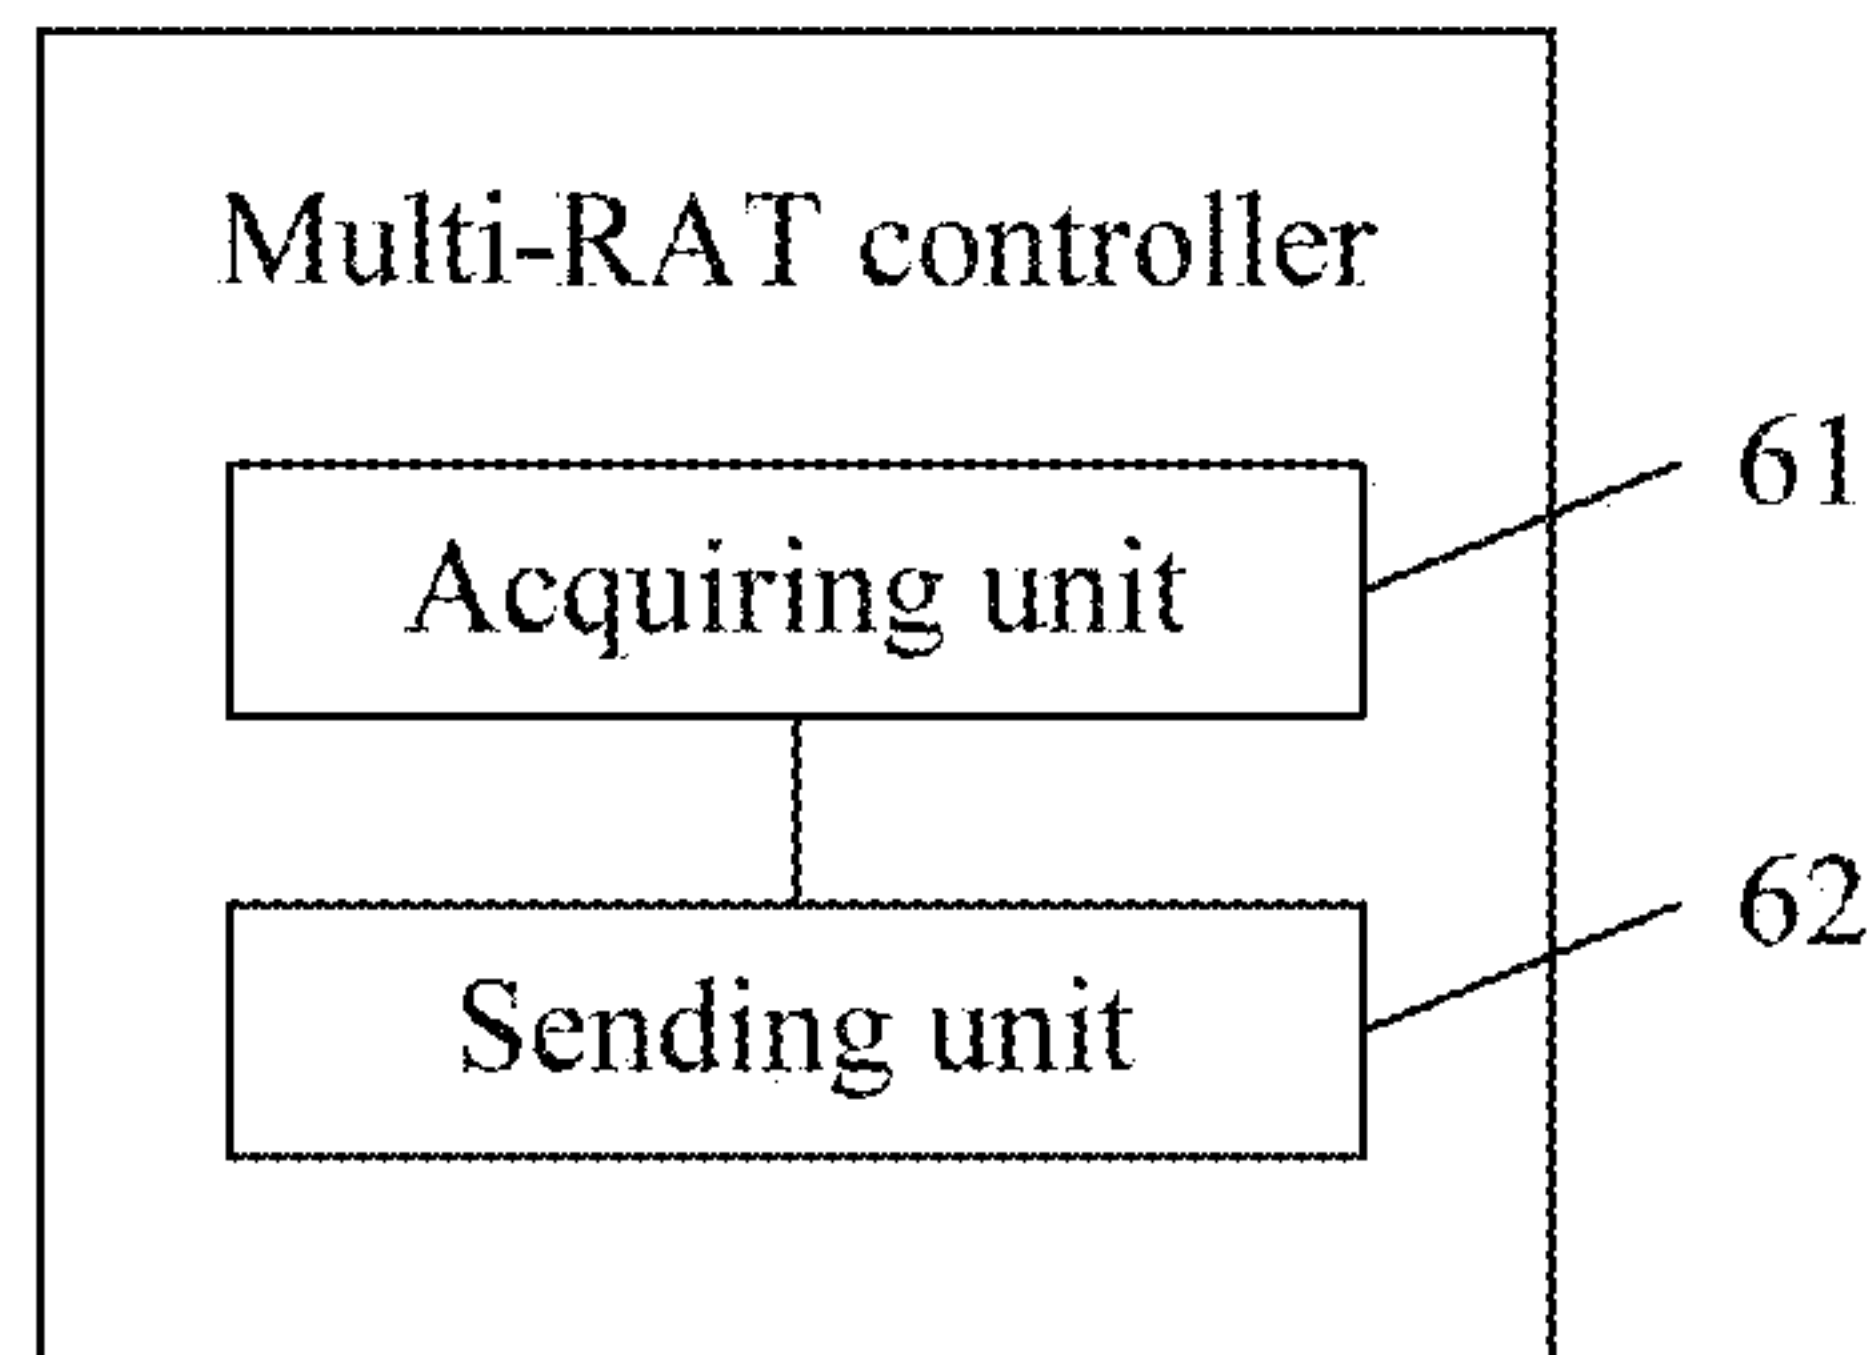 Multi-RAT controller
61
Acquiring unit
62
Sending unit